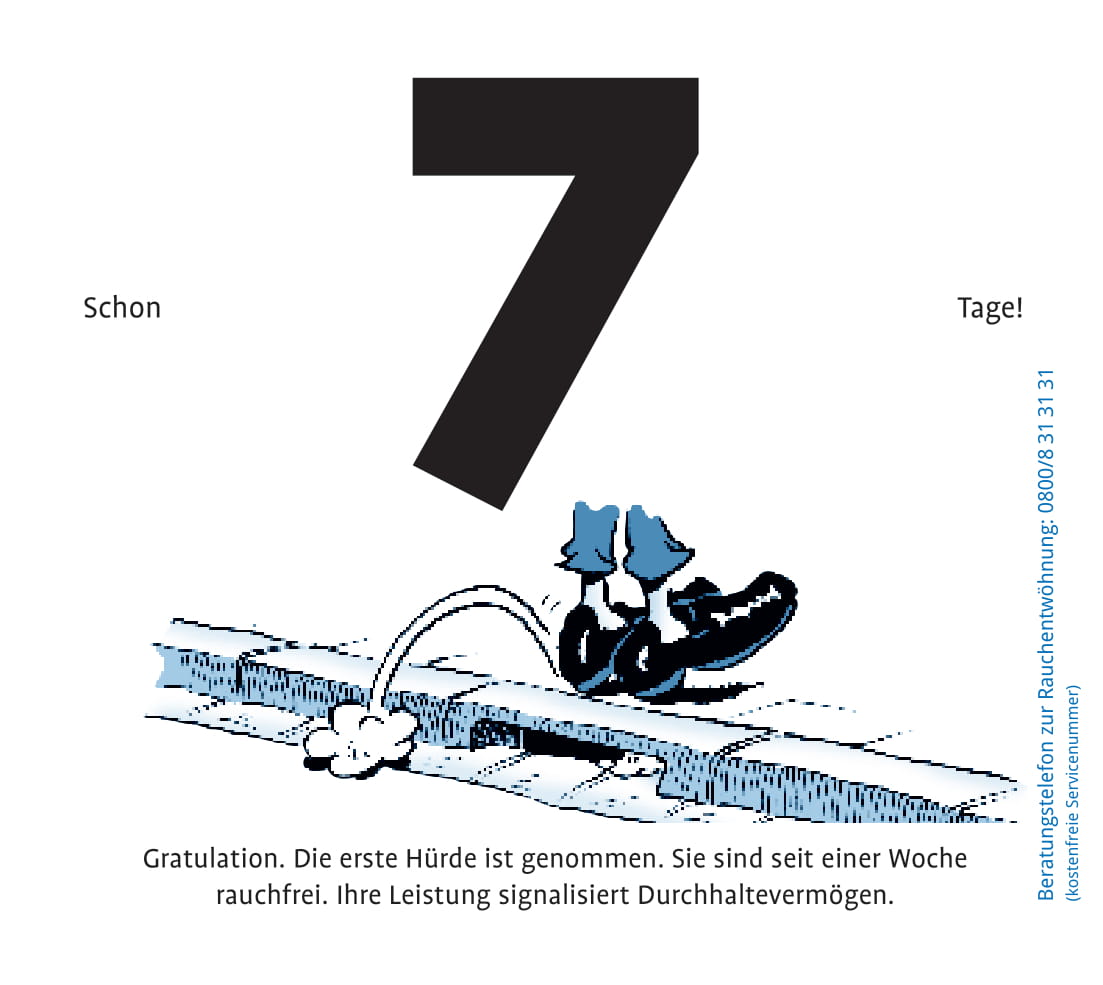 7
Schon
Tage!
Gratulation. Die erste Hürde ist genommen. Sie sind seit einer Woche
rauchfrei. Ihre Leistung signalisiert Durchhaltevermögen.
Beratungstelefon zur Rauchentwöhnung: 0800/8 31 31 31
(kostenfreie Servicenummer)